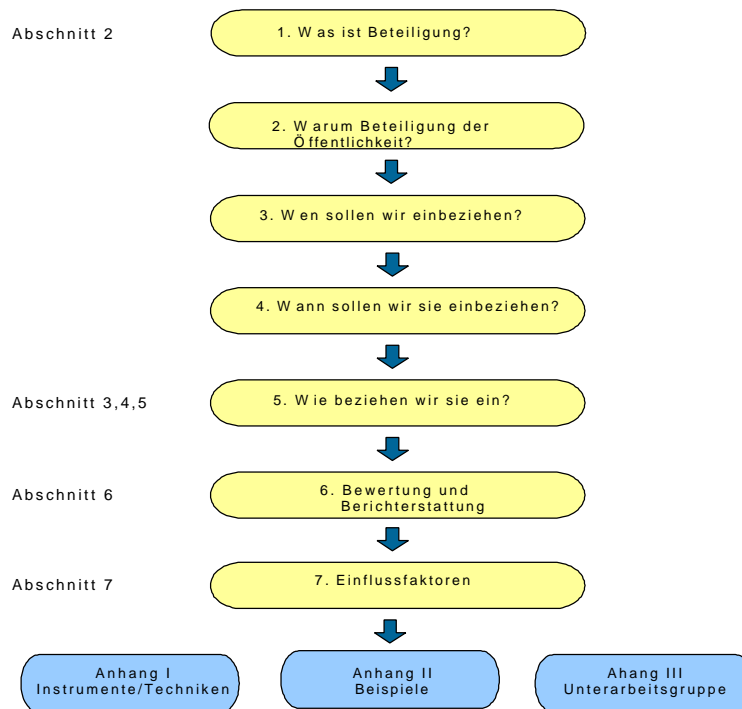 Abschnitt 2
1. Was ist Beteiligung?
2. Warum Beteiligung der
Öffentlichkeit?
3. Wen sollen wir einbeziehen?
4. Wann sollen wir sie einbeziehen?
Abschnitt 3,4,5
5. Wie beziehen wir sie ein?
Abschnitt 6
6. Bewertung und
Berichterstattung
Abschnitt 7
7. Einflussfaktoren
Anhang I
Instrumente/Techniken
Anhang II
Beispiele
Ahang III
Unterarbeitsgruppe